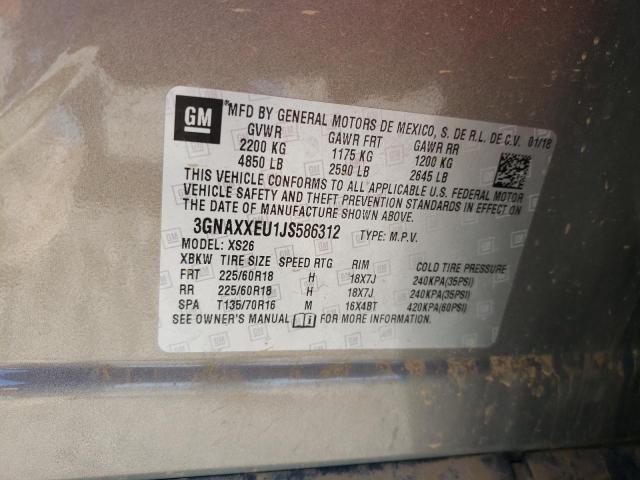 GM
®MFD BY GENERAL MOTORS DE MEXICO, S. DE R.L. DE C.V. 01/18
GVWR GAWR FRT GAWR RR
2200 KG 1175 KG 1200 KG
4850 LB 2590 LB 2645 LB
THIS VEHICLE CONFORMS TO ALL APPLICABLE U.S. FEDERAL MOTOR
VEHICLE SAFETY AND THEFT PREVENTION STANDARDS IN EFFECT ON
THE DATE OF MANUFACTURE SHOWN ABOVE.
3GNAXXEU1JS586312 TYPE: M.P.V.
MODEL: XS26
XBKW TIRE SIZE SPEED RTG RIM COLD TIRE PRESSURE
FRT 225/60R18 H 18X7J 240KPA(35PSI)
RR 225/60R18 H 18X7J 240KPA(35PSI)
SPA T135/70R16 M 16X4BT 420KPA(60PSI)
SEE OWNER'S MANUAL FOR MORE INFORMATION.